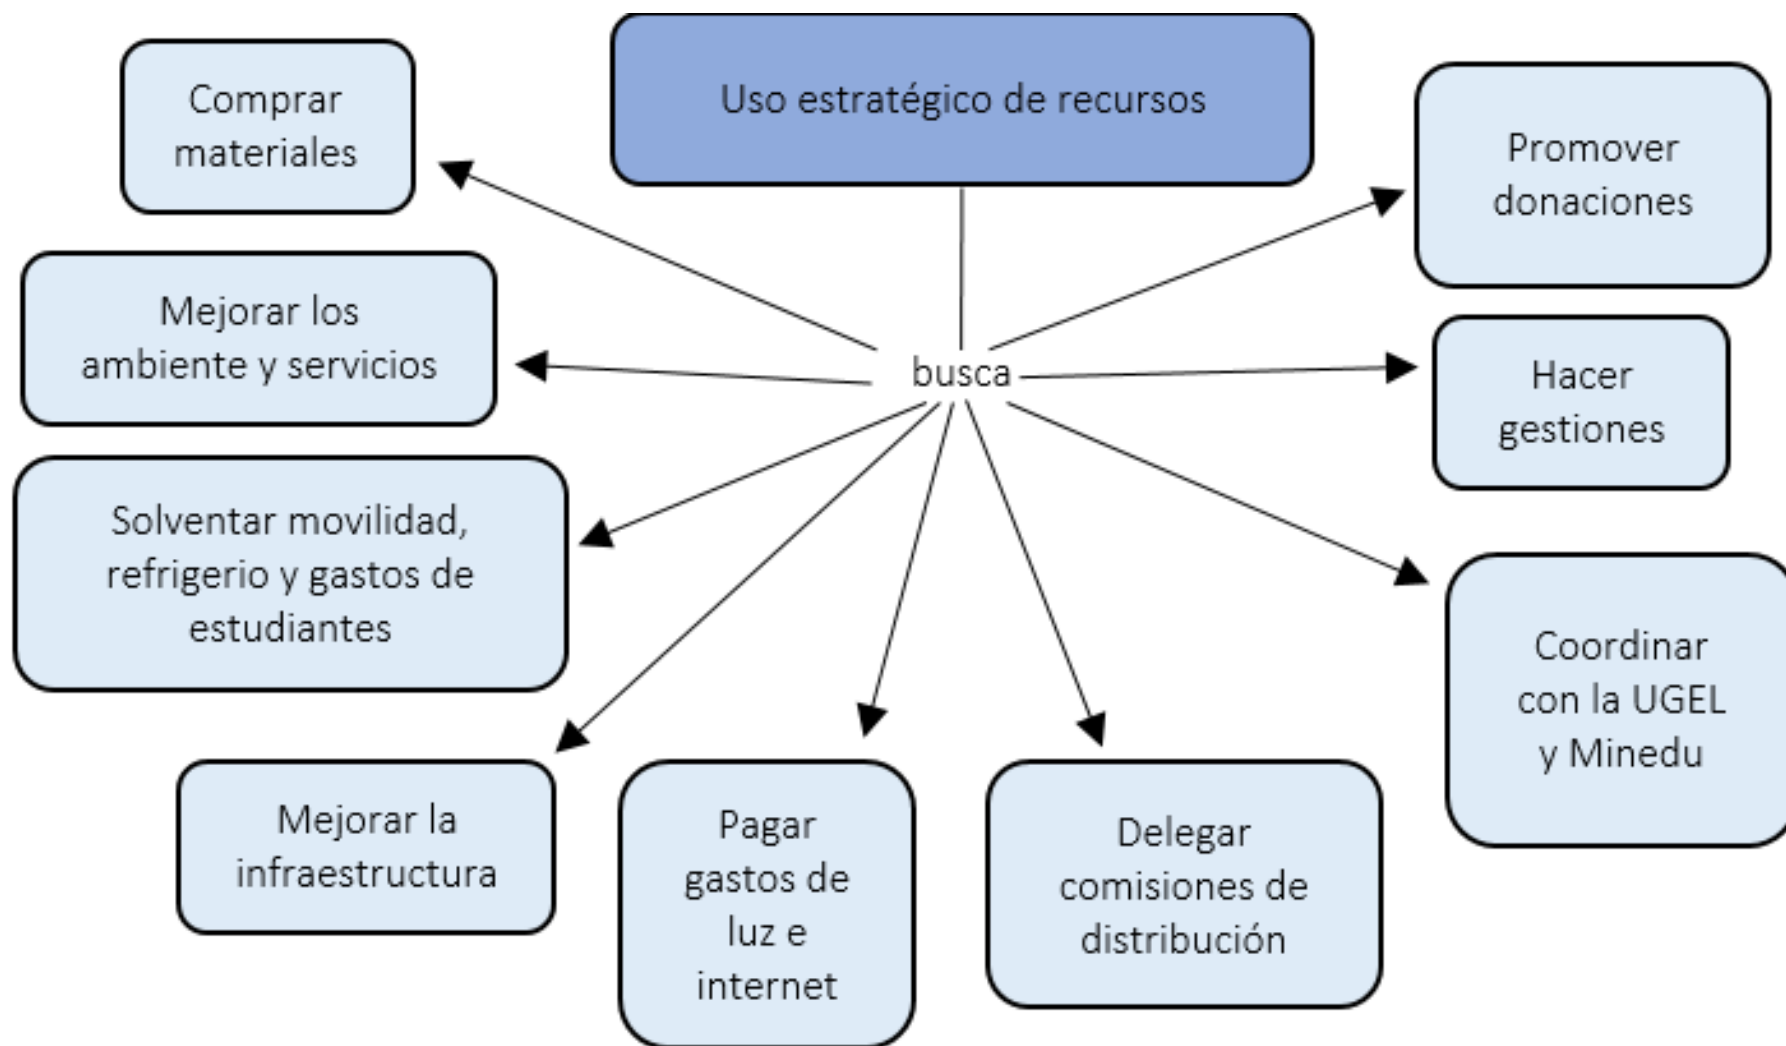 Uso estratégico de recursos
Comprar
materiales
Promover
donaciones
Mejorar los
ambiente y servicios
busca
Hacer
gestiones
Solventar movilidad,
refrigerio y gastos de
estudiantes
Coordinar
con la UGEL
y Minedu
Mejorar la
infraestructura
Pagar
gastos de
luz e
internet
Delegar
comisiones de
distribución